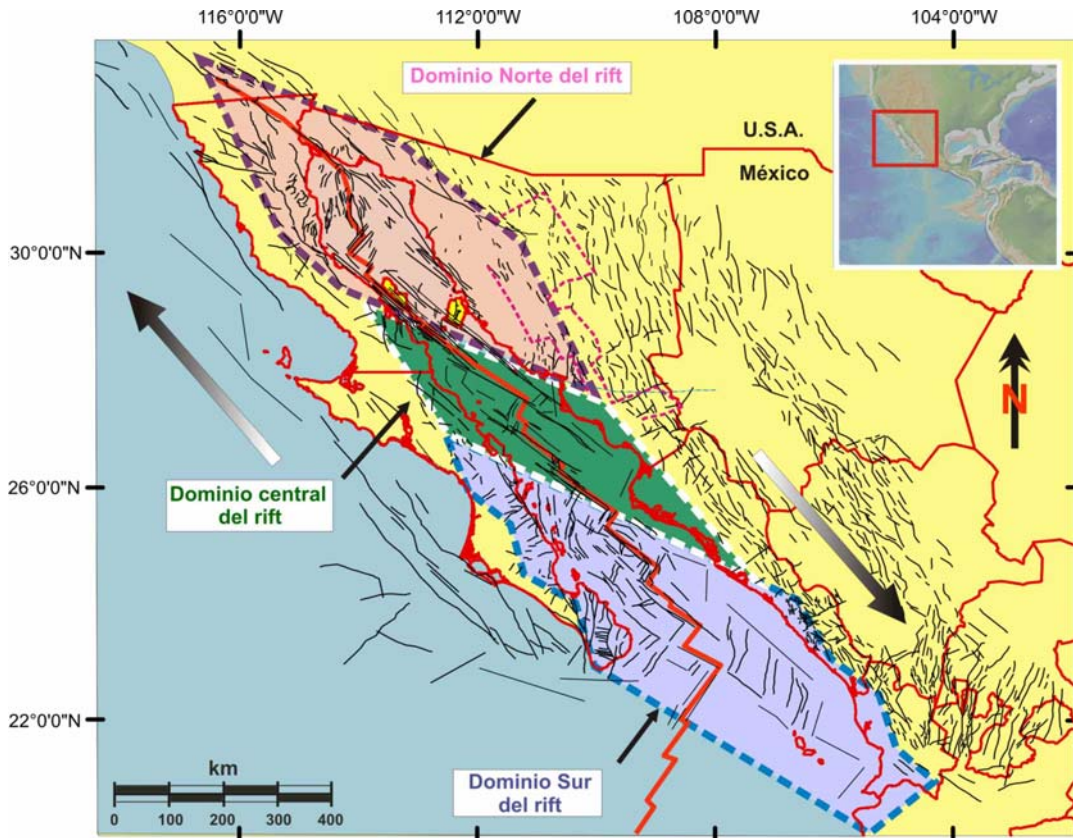 116°0'0"W
112°0'0"W
108°0'0"W
104°0'0"W
Dominio Norte del rift
U.S.A.
México
30°0'0"N
N
26°0'0"N
Dominio central
del rift
22°0'0"N
km
0 100 200 300 400
Dominio Sur
del rift